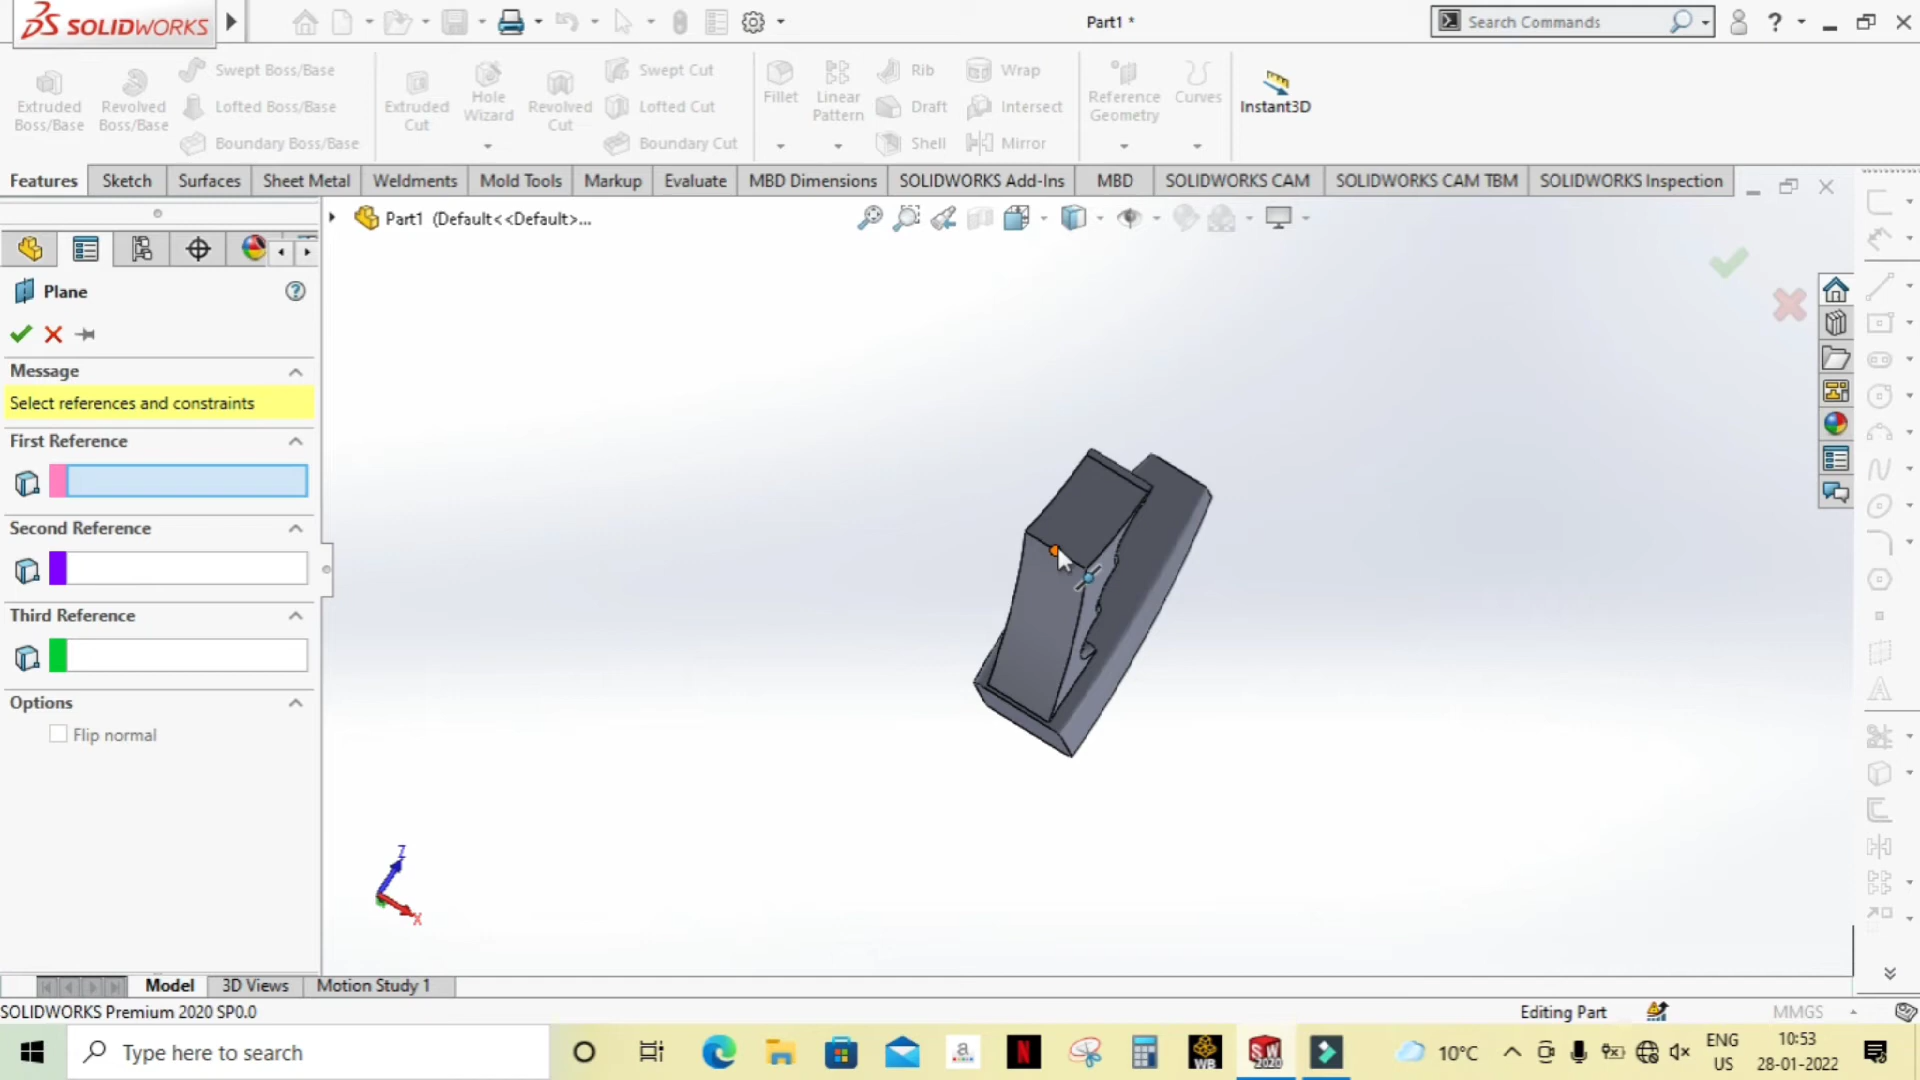 SOLIDWORKS
Part1 *
Search Commands
?
Extruded Boss/Base
Revolved Boss/Base
Swept Boss/Base
Lofted Boss/Base
Boundary Boss/Base
Extruded Cut
Hole Wizard
Revolved Cut
Swept Cut
Lofted Cut
Boundary Cut
Fillet
Linear Pattern
Rib
Draft
Shell
Wrap
Intersect
Mirror
Reference Geometry
Curves
Instant3D
Features
Sketch
Surfaces
Sheet Metal
Weldments
Mold Tools
Markup
Evaluate
MBD Dimensions
SOLIDWORKS Add-Ins
MBD
SOLIDWORKS CAM
SOLIDWORKS CAM TBM
SOLIDWORKS Inspection
Part1 (Default<<Default>...
Plane
?
Message
Select references and constraints
First Reference
Second Reference
Third Reference
Options
Flip normal
Z
X
Model
3D Views
Motion Study 1
SOLIDWORKS Premium 2020 SP0.0
Editing Part
MMGS
Type here to search
a
N
WB
SW
2020
10°C
ENG
US
10:53
28-01-2022